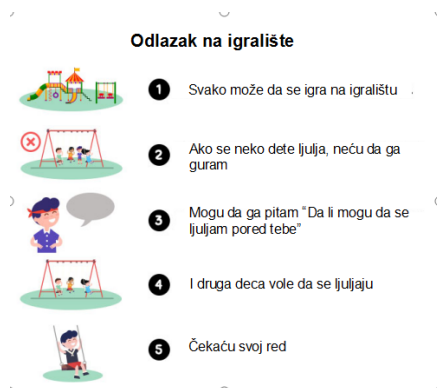 Odlazak na igralište
1 Svako može da se igra na igralištu
2 Ako se neko dete ljulja, neću da ga
guram
3 Mogu da ga pitam “Da li mogu da se
ljuljam pored tebe”
4 I druga deca vole da se ljuljaju
5 Čekaću svoj red